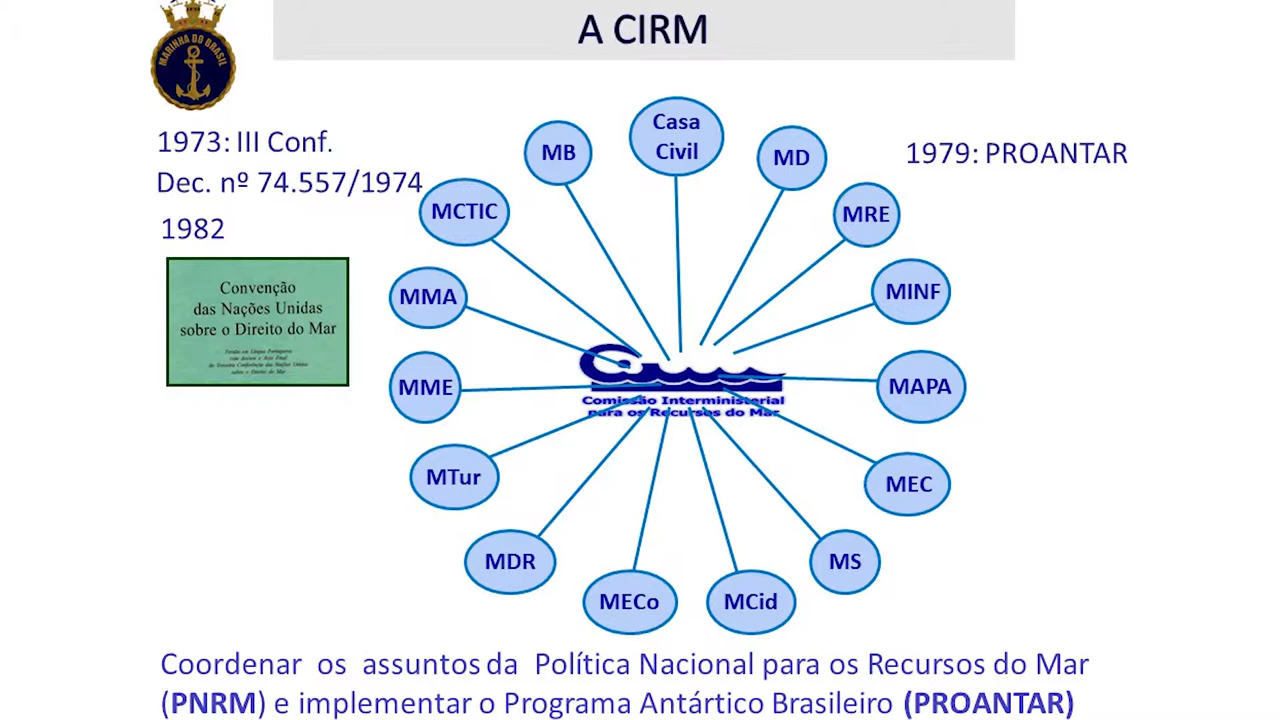 A CIRM
MARINHA DO BRASIL
1973: III Conf.
Dec. nº 74.557/1974
1982
Convenção
das Nações Unidas
sobre o Direito do Mar
1979: PROANTAR
Casa
Civil
MB
MD
MCTIC
MRE
MMA
MINF
MME
MAPA
Comissão Interministerial
para os Recursos do Mar
MTur
MEC
MDR
MS
MECo
MCid
Coordenar os assuntos da Política Nacional para os Recursos do Mar
(PNRM) e implementar o Programa Antártico Brasileiro (PROANTAR)